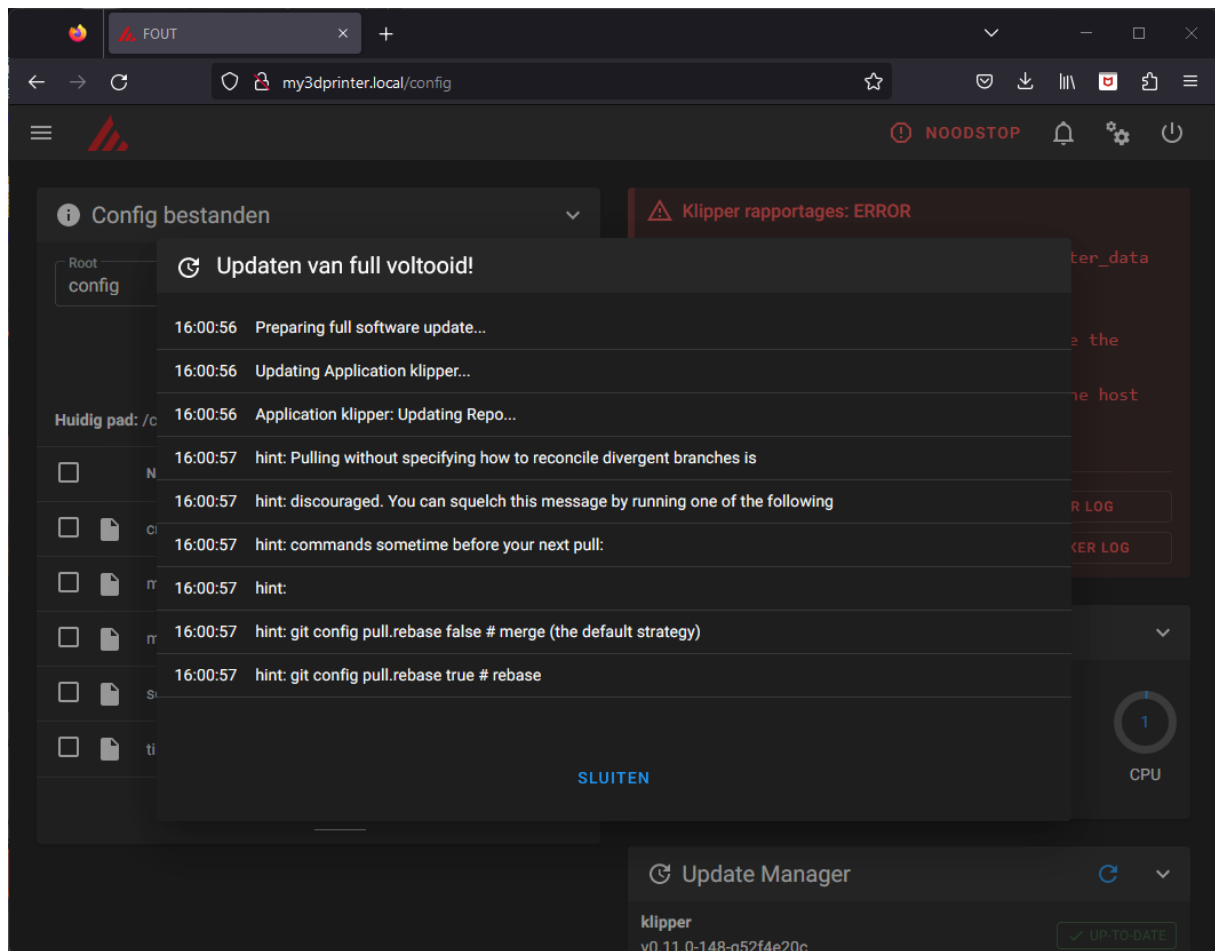 FOUT
my3dprinter.local/config
NOODSTOP
Config bestanden
Klipper rapportages: ERROR
Root
config
Updaten van full voltooid!
16:00:56 Preparing full software update...
16:00:56 Updating Application klipper...
16:00:56 Application klipper: Updating Repo...
16:00:57 hint: Pulling without specifying how to reconcile divergent branches is
16:00:57 hint: discouraged. You can squelch this message by running one of the following
16:00:57 hint: commands sometime before your next pull:
16:00:57 hint:
16:00:57 hint: git config pull.rebase false # merge (the default strategy)
16:00:57 hint: git config pull.rebase true # rebase
SLUITEN
ter_data
the
host
Huidig pad: /c
R LOG
KER LOG
1
CPU
Update Manager
klipper
v0.11.0-148-g52f4e20c
UP-TO-DATE